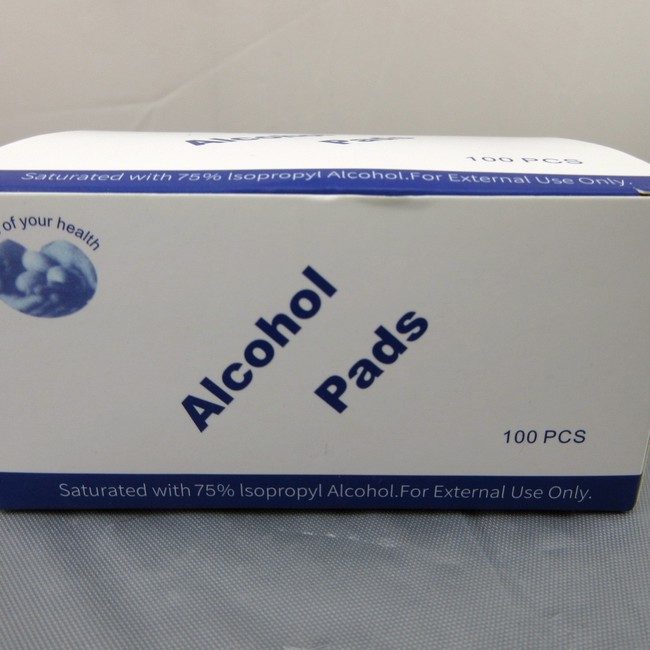 Alcohol
Pads
100 PCS
Saturated with 75% Isopropyl Alcohol.For External Use Only.
of your health
Alcohol
Pads
100 PCS
Saturated with 75% Isopropyl Alcohol.For External Use Only.